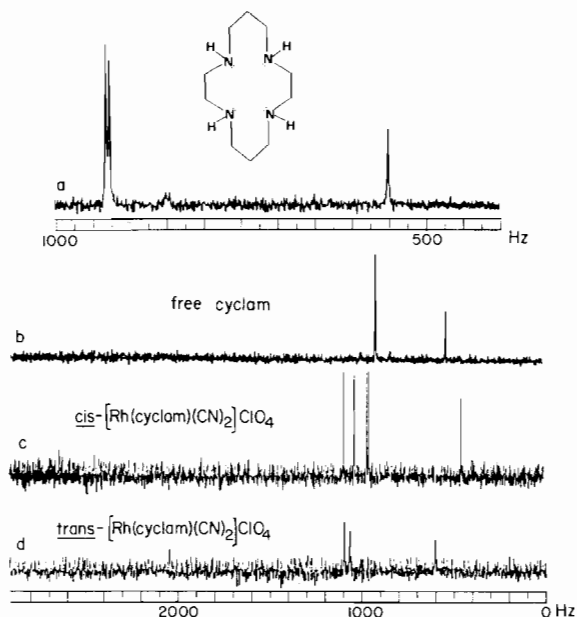 H H
N N
N N
H H
a
1000 500 Hz
free cyclam
b
cis-[Rh(cyclam)(CN)2]ClO4
c
trans-[Rh(cyclam)(CN)2]ClO4
d
2000 1000 0 Hz